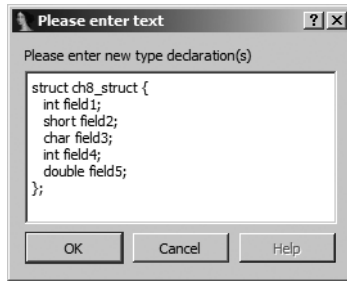 Please enter text
? ×
Please enter new type declaration(s)
struct ch8_struct {
int field1;
short field2;
char field3;
int field4;
double field5;
};
OK Cancel Help